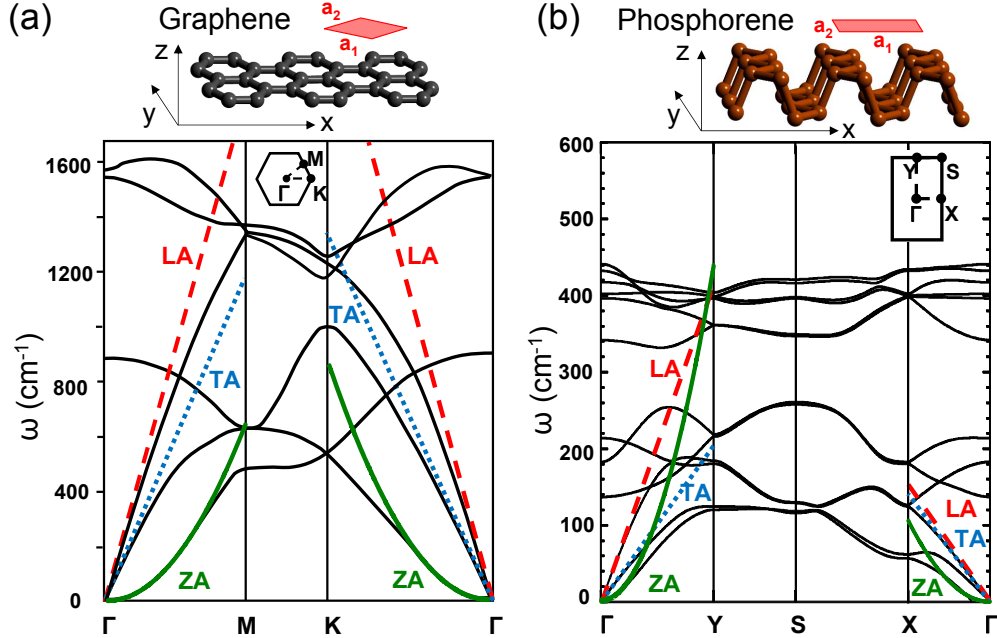 (a) Graphene
a2
a1
z
y
x
1600
1200
800
400
0
ω (cm-1)
M
Γ
K
LA
LA
TA
TA
ZA
ZA
Γ
M
K
Γ
(b) Phosphorene
a2
a1
z
y
x
600
500
400
300
200
100
0
ω (cm-1)
Y
S
Γ
X
LA
TA
ZA
LA
TA
ZA
Γ
Y
S
X
Γ